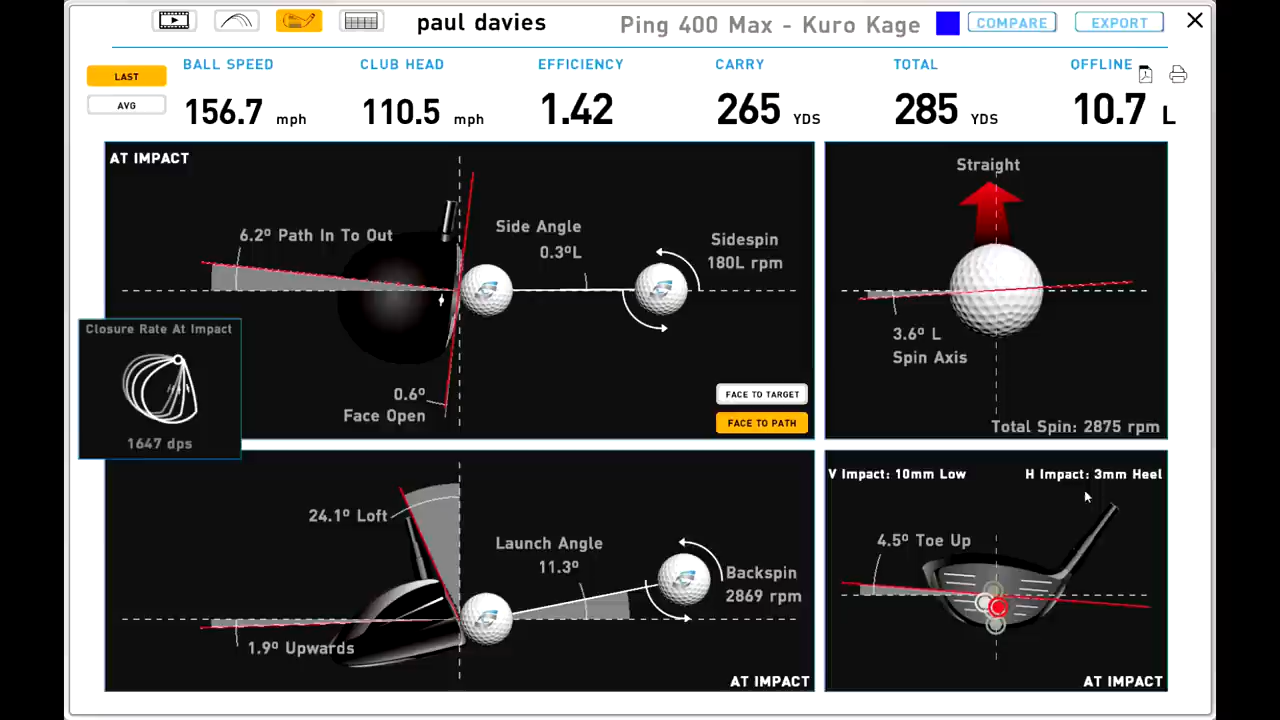 paul davies
Ping 400 Max - Kuro Kage
COMPARE
EXPORT
LAST
AVG
BALL SPEED
156.7 mph
CLUB HEAD
110.5 mph
EFFICIENCY
1.42
CARRY
265 YDS
TOTAL
285 YDS
OFFLINE
10.7 L
AT IMPACT
6.2º Path In To Out
Side Angle
0.3ºL
Sidespin
180L rpm
0.6º
Face Open
FACE TO TARGET
FACE TO PATH
Closure Rate At Impact
1647 dps
Straight
3.6º L
Spin Axis
Total Spin: 2875 rpm
24.1º Loft
Launch Angle
11.3º
Backspin
2869 rpm
1.9º Upwards
AT IMPACT
V Impact: 10mm Low
H Impact: 3mm Heel
4.5º Toe Up
AT IMPACT